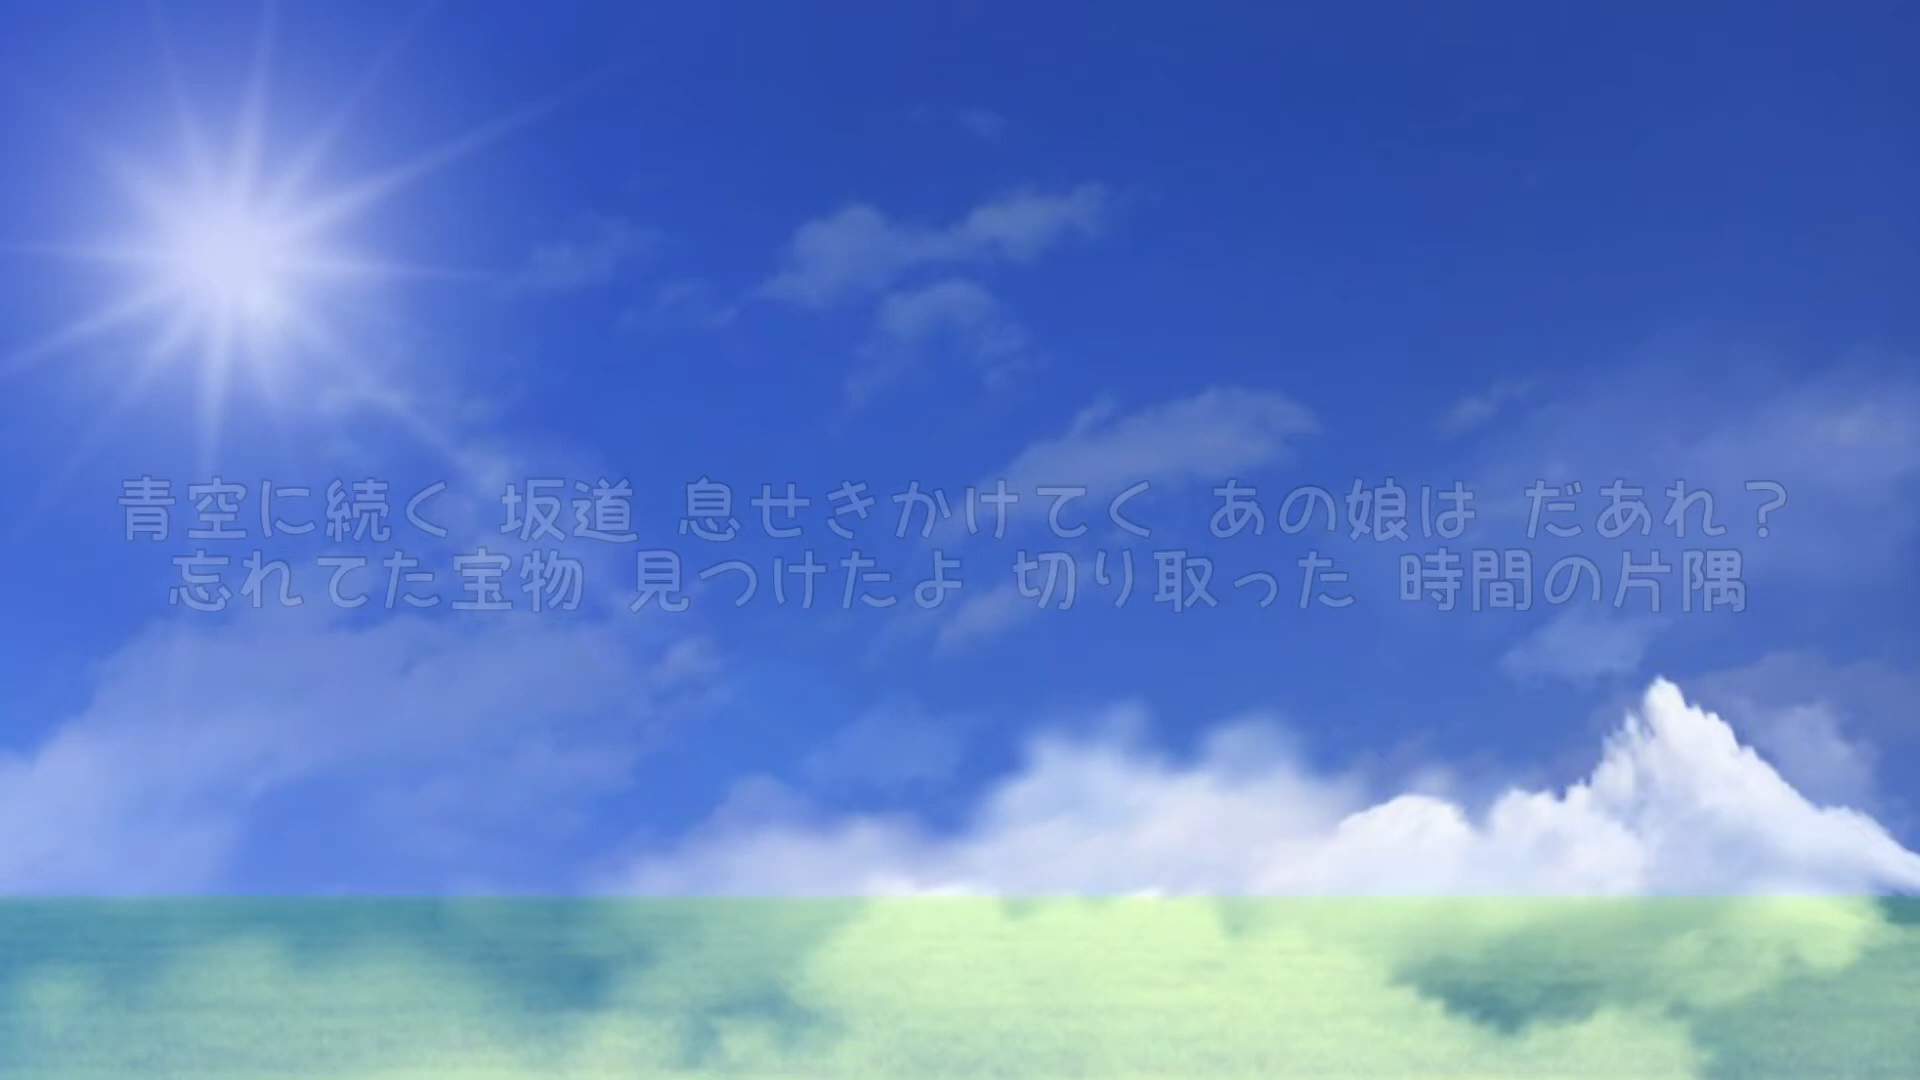 青空に続く 坂道 息せきかけてく あの娘は だあれ？
忘れてた宝物 見つけたよ 切り取った 時間の片隅